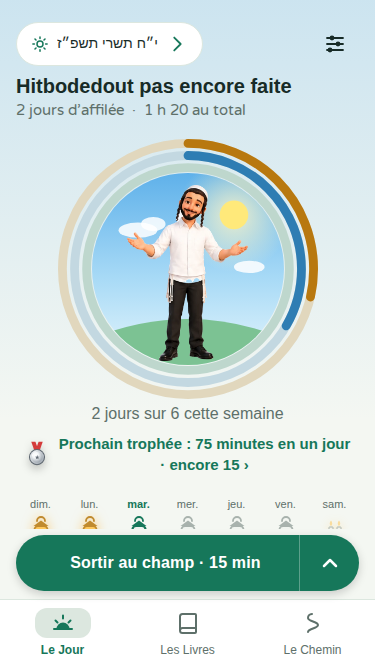 י״ח תשרי תשפ״ז
Hitbodedout pas encore faite
2 jours d'affilée · 1 h 20 au total
2 jours sur 6 cette semaine
Prochain trophée : 75 minutes en un jour
· encore 15 ›
dim. lun. mar. mer. jeu. ven. sam.
Sortir au champ · 15 min
Le Jour Les Livres Le Chemin